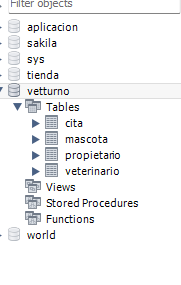 Filter objects
aplicacion
sakila
sys
tienda
vetturno
Tables
cita
mascota
propietario
veterinario
Views
Stored Procedures
Functions
world